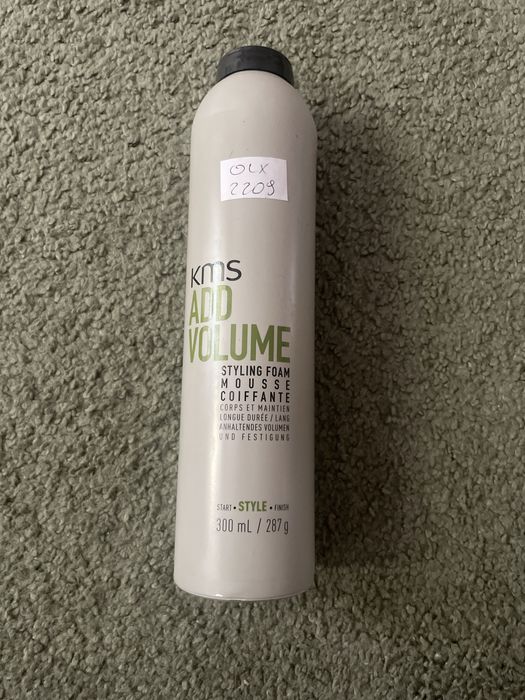 OLX
2209
kms
ADD
VOLUME
STYLING FOAM
MOUSSE
COIFFANTE
CORPS ET MAINTIEN
LONGUE DURÉE / LANG
ANHALTENDES VOLUMEN
UND FESTIGUNG
START • STYLE • FINISH
300 mL / 287 g